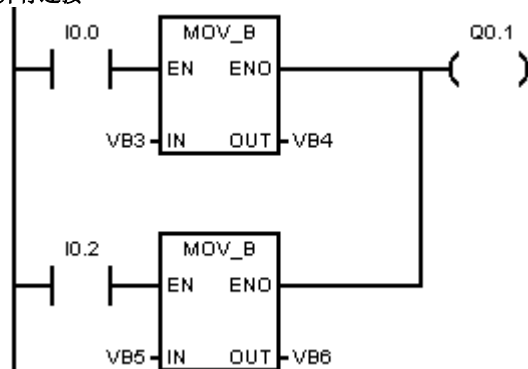 I0.0 MOV_B Q0.1
EN ENO
VB3 IN OUT VB4
I0.2 MOV_B
EN ENO
VB5 IN OUT VB6